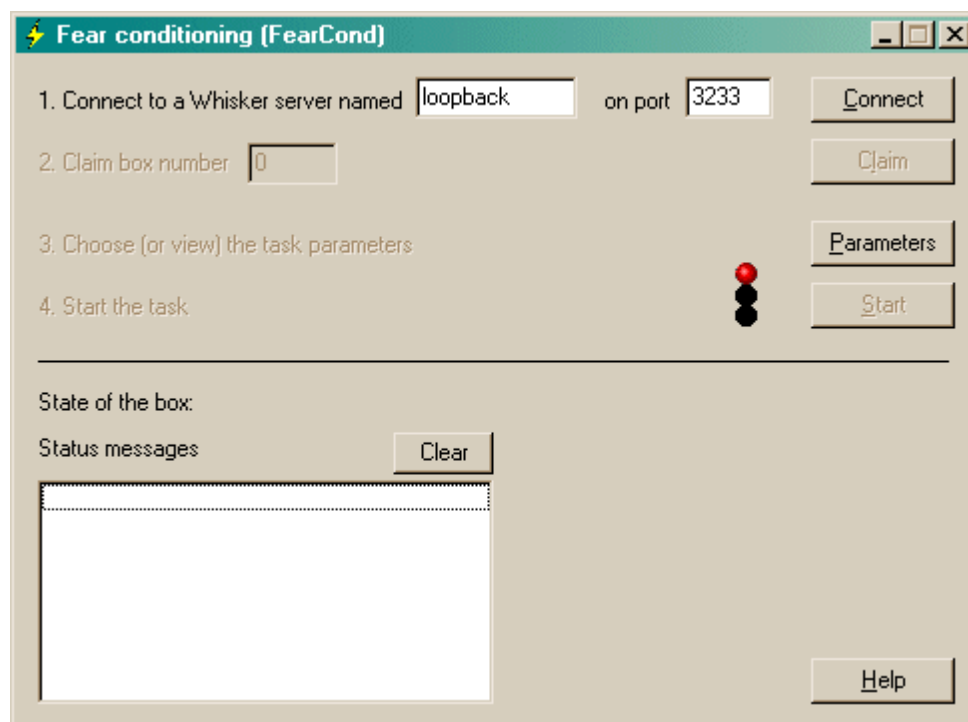 Fear conditioning (FearCond)
1. Connect to a Whisker server named loopback on port 3233 Connect
2. Claim box number 0 Claim
3. Choose (or view) the task parameters Parameters
4. Start the task Start
State of the box:
Status messages Clear
Help